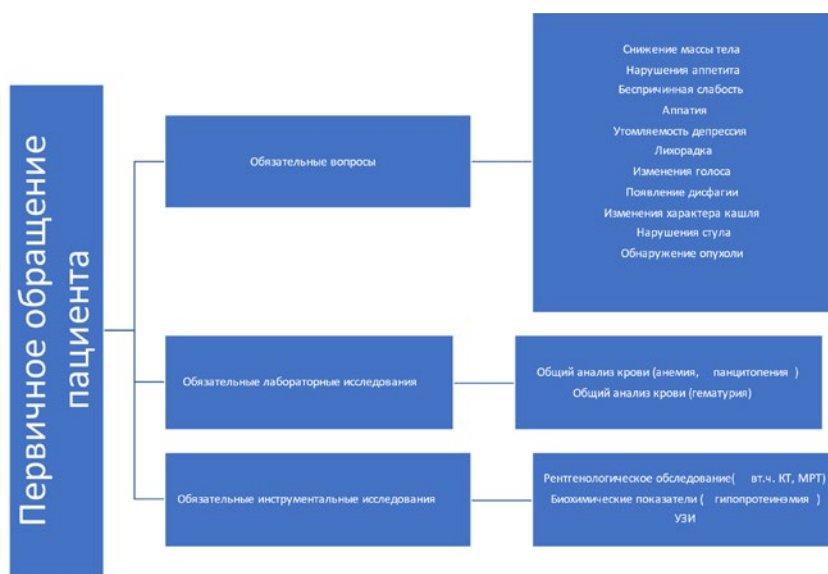 Первичное обращение
пациента
Обязательные вопросы
Снижение массы тела
Нарушения аппетита
Беспричинная слабость
Аппатия
Утомляемость депрессия
Лихорадка
Изменения голоса
Появление дисфагии
Изменения характера кашля
Нарушения стула
Обнаружение опухоли
Обязательные лабораторные исследования
Общий анализ крови (анемия, панцитопения )
Общий анализ крови (гематурия)
Обязательные инструментальные исследования
Рентгенологическое обследование( вт.ч. КТ, МРТ)
Биохимические показатели ( гипопротеинэмия )
УЗИ